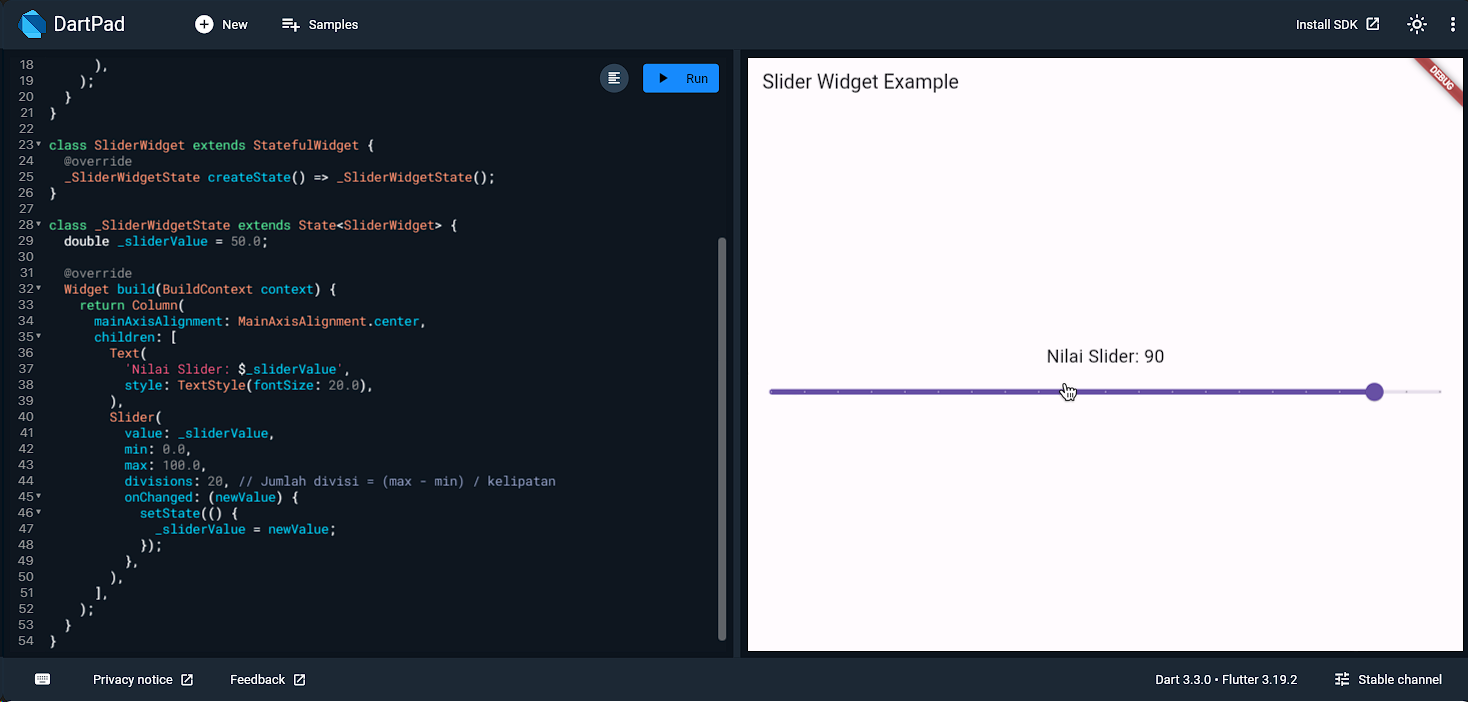 DartPad
New
Samples
Install SDK
18 ),
19 );
20 }
21 }
22
23 class SliderWidget extends StatefulWidget {
24 @override
25 _SliderWidgetState createState() => _SliderWidgetState();
26 }
27
28 class _SliderWidgetState extends State<SliderWidget> {
29 double _sliderValue = 50.0;
30
31 @override
32 Widget build(BuildContext context) {
33 return Column(
34 mainAxisAlignment: MainAxisAlignment.center,
35 children: [
36 Text(
37 'Nilai Slider: $_sliderValue',
38 style: TextStyle(fontSize: 20.0),
39 ),
40 Slider(
41 value: _sliderValue,
42 min: 0.0,
43 max: 100.0,
44 divisions: 20, // Jumlah divisi = (max - min) / kelipatan
45 onChanged: (newValue) {
46 setState(() {
47 _sliderValue = newValue;
48 });
49 },
50 ),
51 ],
52 );
53 }
54 }
Run
Slider Widget Example
DEBUG
Nilai Slider: 90
Privacy notice
Feedback
Dart 3.3.0 • Flutter 3.19.2
Stable channel